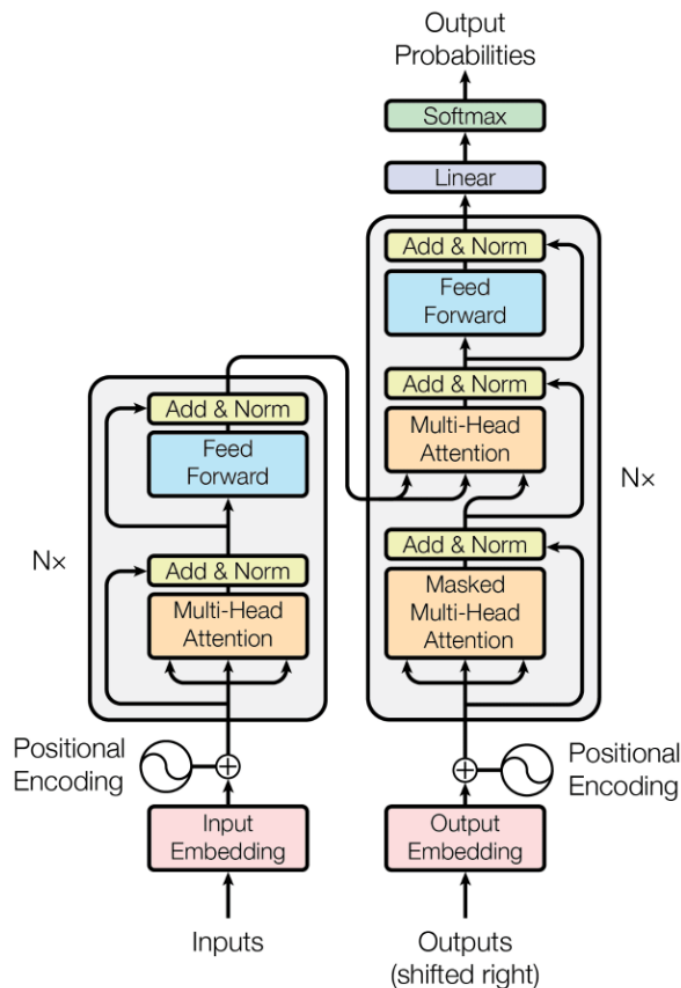 Output
Probabilities
Softmax
Linear
Add & Norm
Feed
Forward
Add & Norm
Multi-Head
Attention
Nx
Add & Norm
Masked
Multi-Head
Attention
Add & Norm
Feed
Forward
Nx
Add & Norm
Multi-Head
Attention
Positional
Encoding
Positional
Encoding
Input
Embedding
Output
Embedding
Inputs
Outputs
(shifted right)